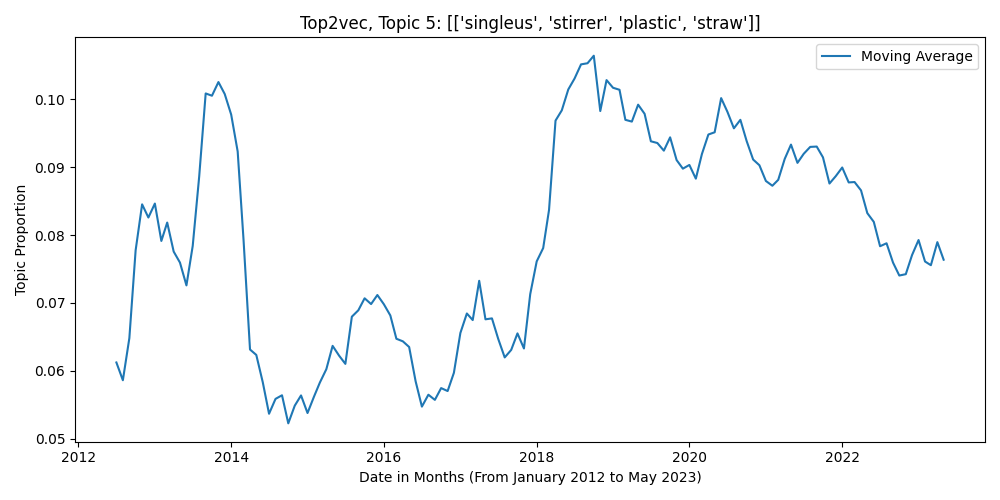 Top2vec, Topic 5: [['singleus', 'stirrer', 'plastic', 'straw']]
Moving Average
Topic Proportion
0.10
0.09
0.08
0.07
0.06
0.05
2012 2014 2016 2018 2020 2022
Date in Months (From January 2012 to May 2023)